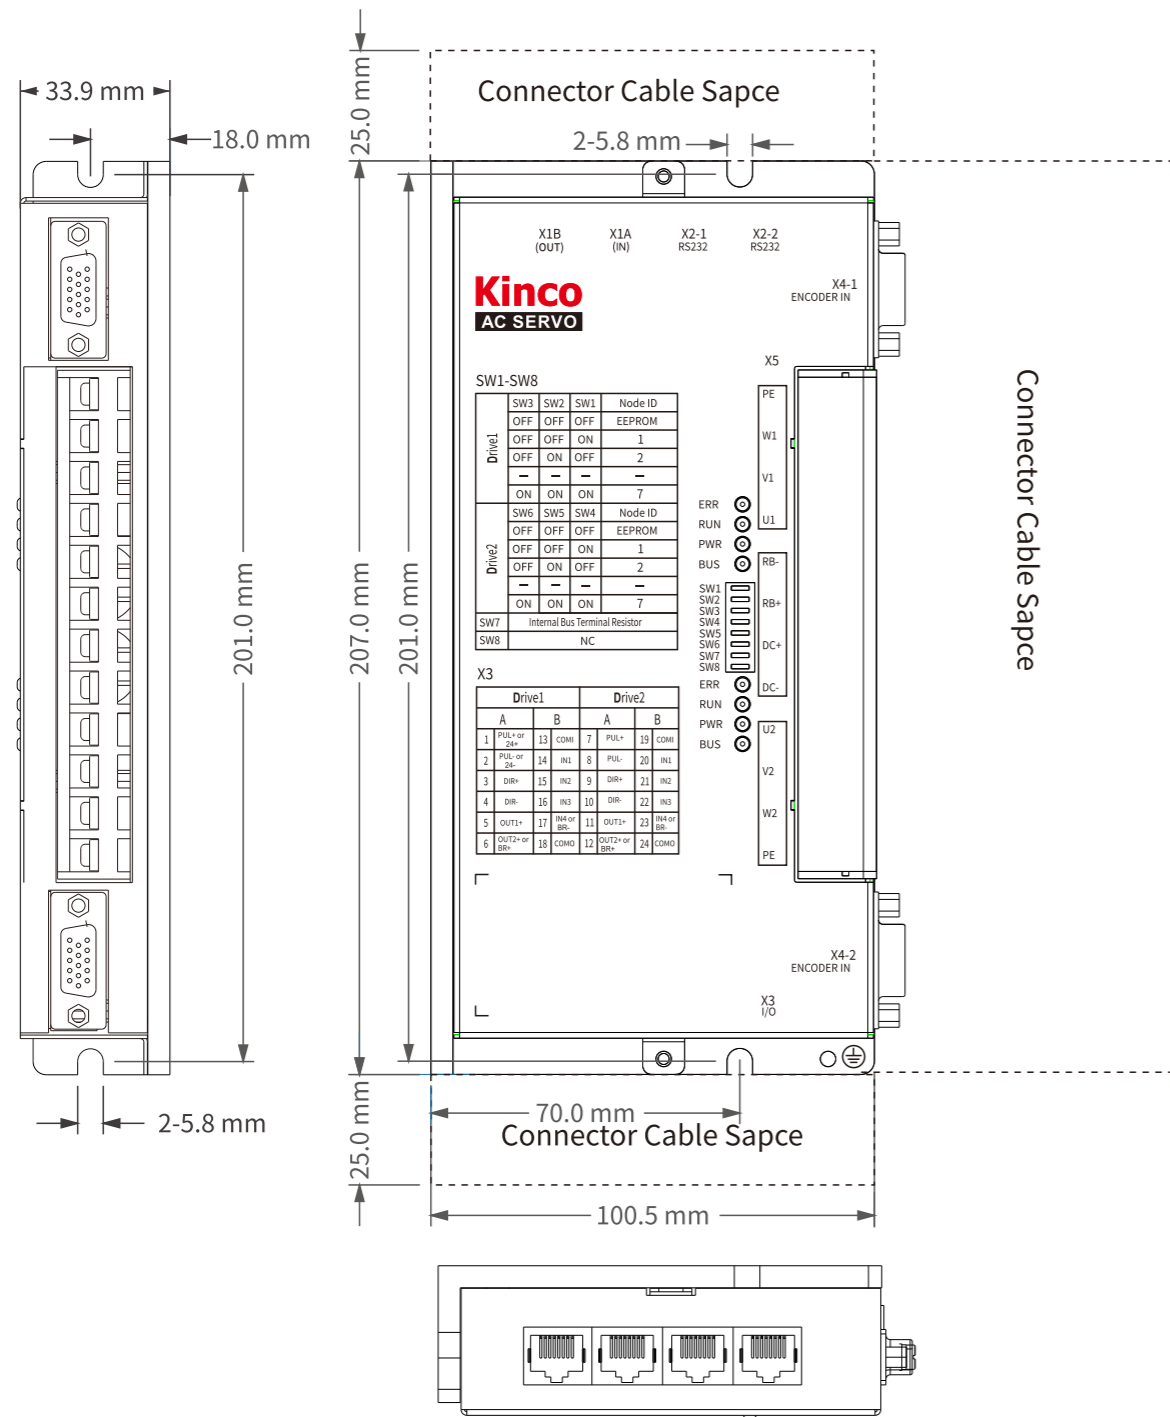 Connector Cable Sapce
33.9 mm
18.0 mm
25.0 mm
2-5.8 mm
X1B X1A X2-1 X2-2
(OUT) (IN) RS232 RS232
Kinco
AC SERVO
X4-1
ENCODER IN
X5
SW1-SW8
Drive1
SW3 SW2 SW1 Node ID
OFF OFF OFF EEPROM
OFF OFF ON 1
OFF ON OFF 2
– – – –
ON ON ON 7
Drive2
SW6 SW5 SW4 Node ID
OFF OFF OFF EEPROM
OFF OFF ON 1
OFF ON OFF 2
– – – –
ON ON ON 7
SW7 Internal Bus Terminal Resistor
SW8 NC
PE
W1
V1
U1
ERR
RUN
PWR
BUS
RB-
RB+
DC+
DC-
SW1
SW2
SW3
SW4
SW5
SW6
SW7
SW8
ERR
RUN
PWR
BUS
U2
V2
W2
PE
Connector Cable Sapce
201.0 mm
207.0 mm
201.0 mm
X3
Drive1 Drive2
A B A B
1 PUL+ or 24+ 13 COMI 7 PUL+ 19 COMI
2 PUL- or 24- 14 IN1 8 PUL- 20 IN1
3 DIR+ 15 IN2 9 DIR+ 21 IN2
4 DIR- 16 IN3 10 DIR- 22 IN3
5 OUT1+ 17 IN4 or BR- 11 OUT1+ 23 IN4 or BR-
6 OUT2+ or BR+ 18 COMO 12 OUT2+ or BR+ 24 COMO
X4-2
ENCODER IN
X3
I/O
2-5.8 mm
25.0 mm
70.0 mm
Connector Cable Sapce
100.5 mm